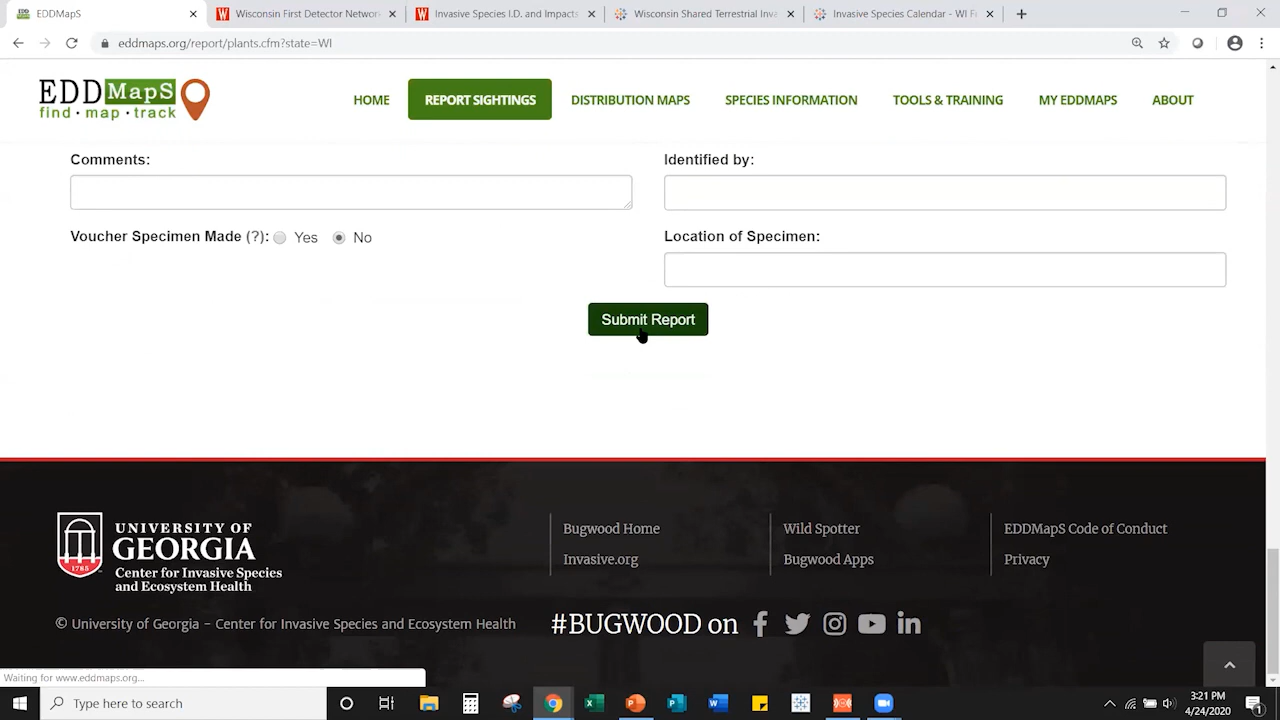 EDDMapS
Wisconsin First Detector Network
Invasive Species I.D. and Impacts
Wisconsin Shared Terrestrial Inva
Invasive Species Calendar - WI F
eddmaps.org/report/plants.cfm?state=WI
EDDMapS
find · map · track
HOME
REPORT SIGHTINGS
DISTRIBUTION MAPS
SPECIES INFORMATION
TOOLS & TRAINING
MY EDDMAPS
ABOUT
Comments:
Identified by:
Voucher Specimen Made (?): Yes No
Location of Specimen:
Submit Report
UNIVERSITY OF
GEORGIA
1785
Center for Invasive Species
and Ecosystem Health
Bugwood Home
Invasive.org
Wild Spotter
Bugwood Apps
EDDMapS Code of Conduct
Privacy
© University of Georgia - Center for Invasive Species and Ecosystem Health
#BUGWOOD on
Waiting for www.eddmaps.org...
Type here to search
3:21 PM
4/24/2020